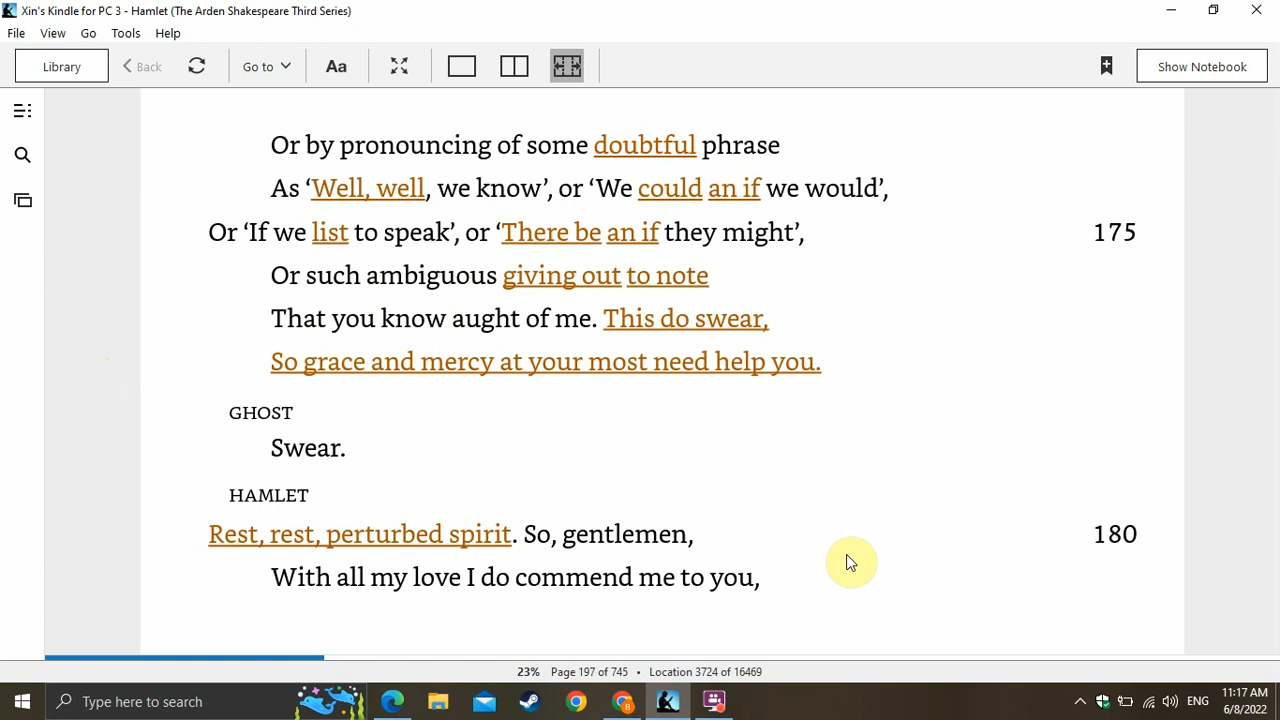 Xin's Kindle for PC 3 - Hamlet (The Arden Shakespeare Third Series)
File View Go Tools Help
Library Back Go to Aa Show Notebook
Or by pronouncing of some doubtful phrase
As ‘Well, well, we know’, or ‘We could an if we would’,
Or ‘If we list to speak’, or ‘There be an if they might’, 175
Or such ambiguous giving out to note
That you know aught of me. This do swear,
So grace and mercy at your most need help you.
GHOST
Swear.
HAMLET
Rest, rest, perturbed spirit. So, gentlemen, 180
With all my love I do commend me to you,
23% Page 197 of 745 • Location 3724 of 16469
Type here to search ENG 11:17 AM
6/8/2022